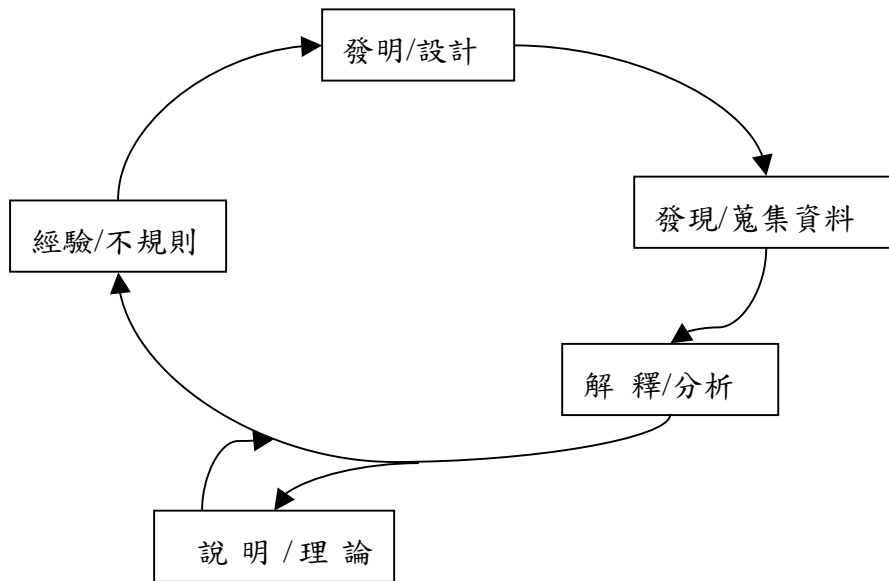 發明/設計
發現/蒐集資料
經驗/不規則
解 釋/分析
說 明 /理 論